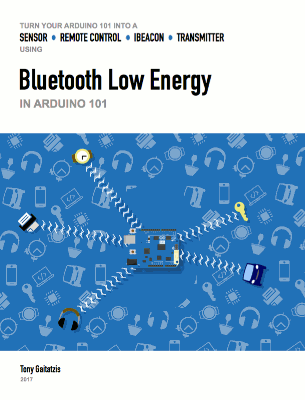 TURN YOUR ARDUINO 101 INTO A
SENSOR • REMOTE CONTROL • IBEACON • TRANSMITTER
USING
Bluetooth Low Energy
IN ARDUINO 101
Tony Gaitatzis
2017